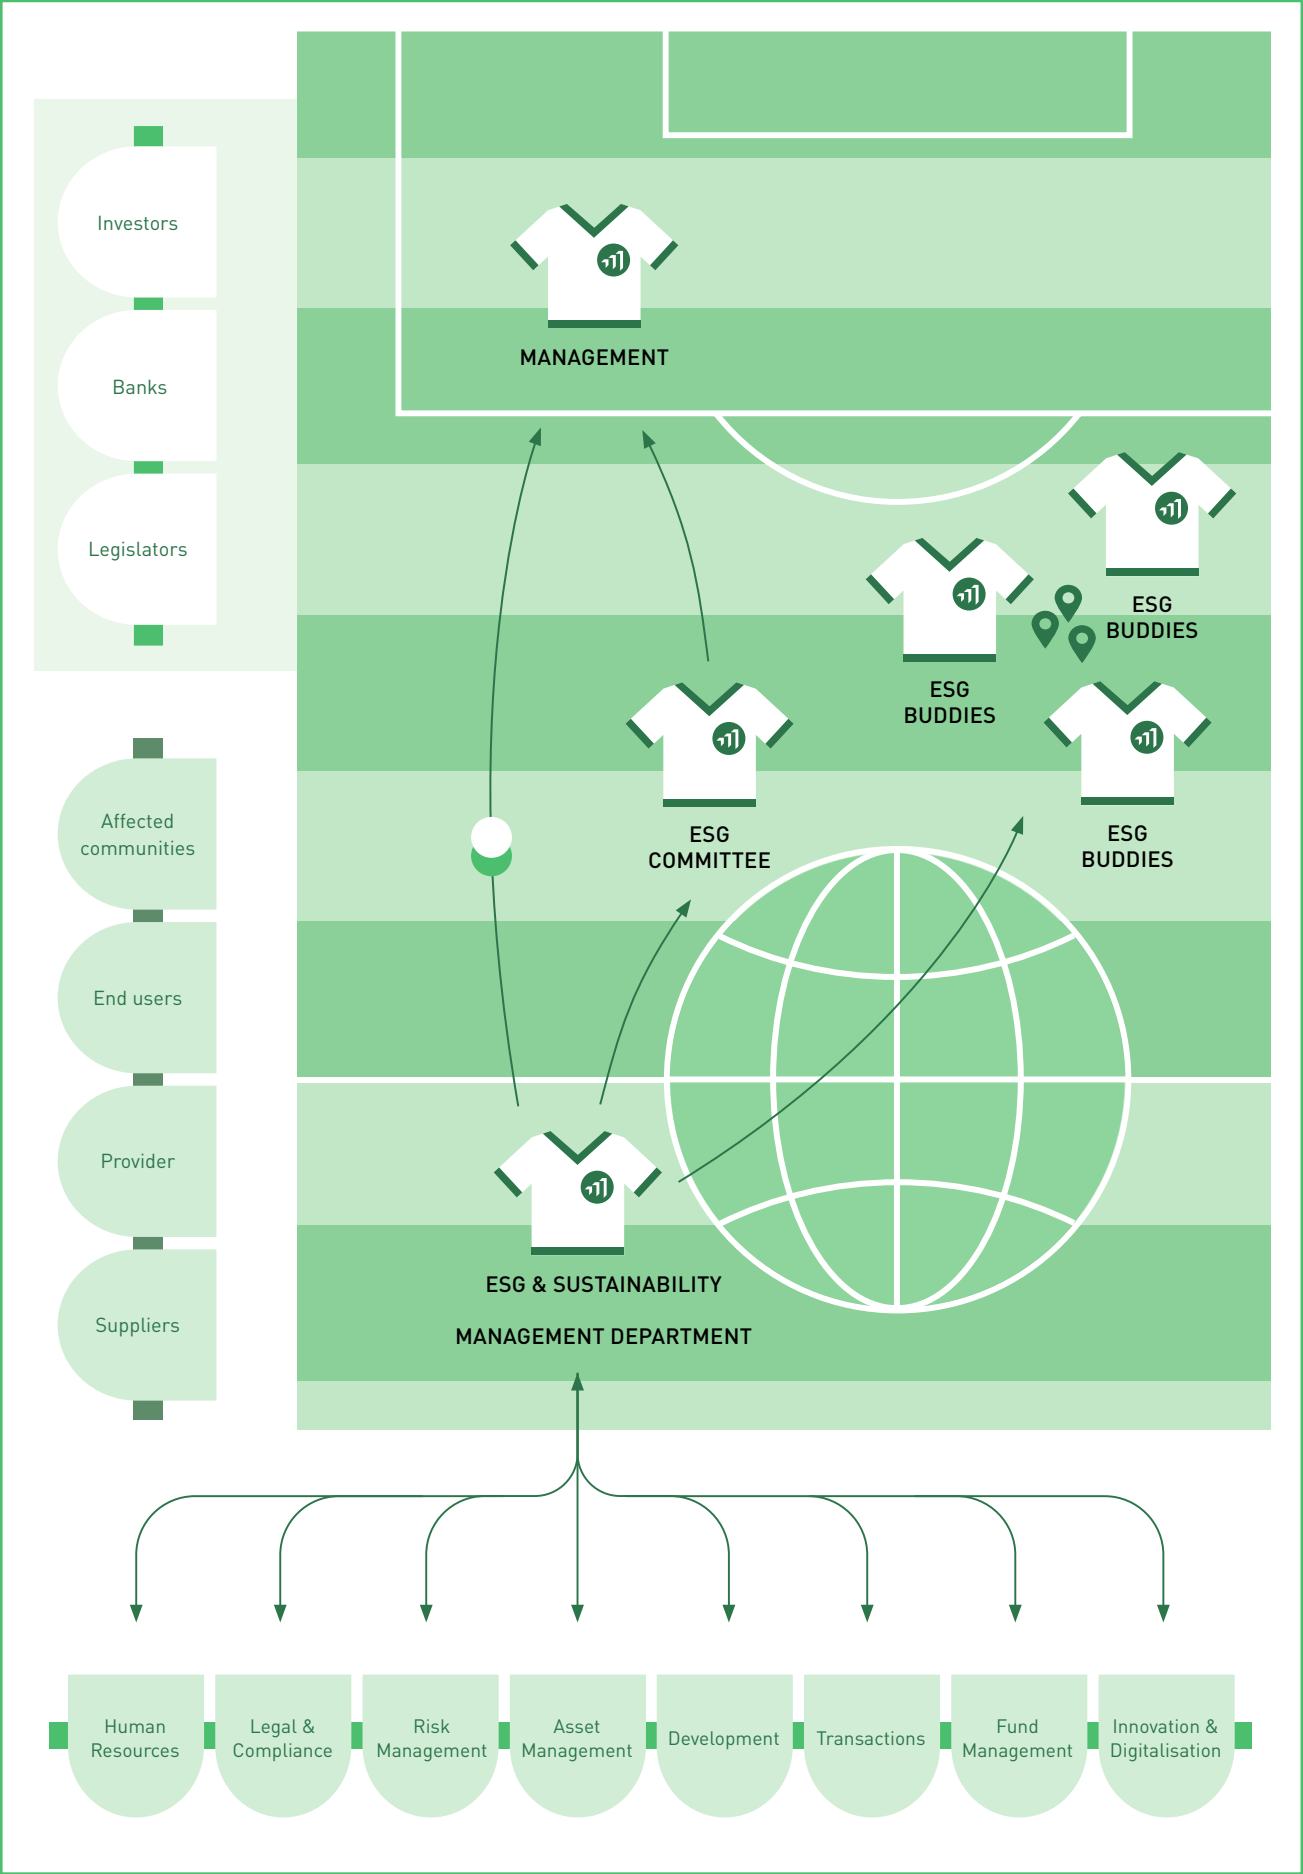 Investors
Banks
Legislators
Affected
communities
End users
Provider
Suppliers
MANAGEMENT
ESG
BUDDIES
ESG
BUDDIES
ESG
COMMITTEE
ESG
BUDDIES
ESG & SUSTAINABILITY
MANAGEMENT DEPARTMENT
Human
Resources
Legal &
Compliance
Risk
Management
Asset
Management
Development
Transactions
Fund
Management
Innovation &
Digitalisation